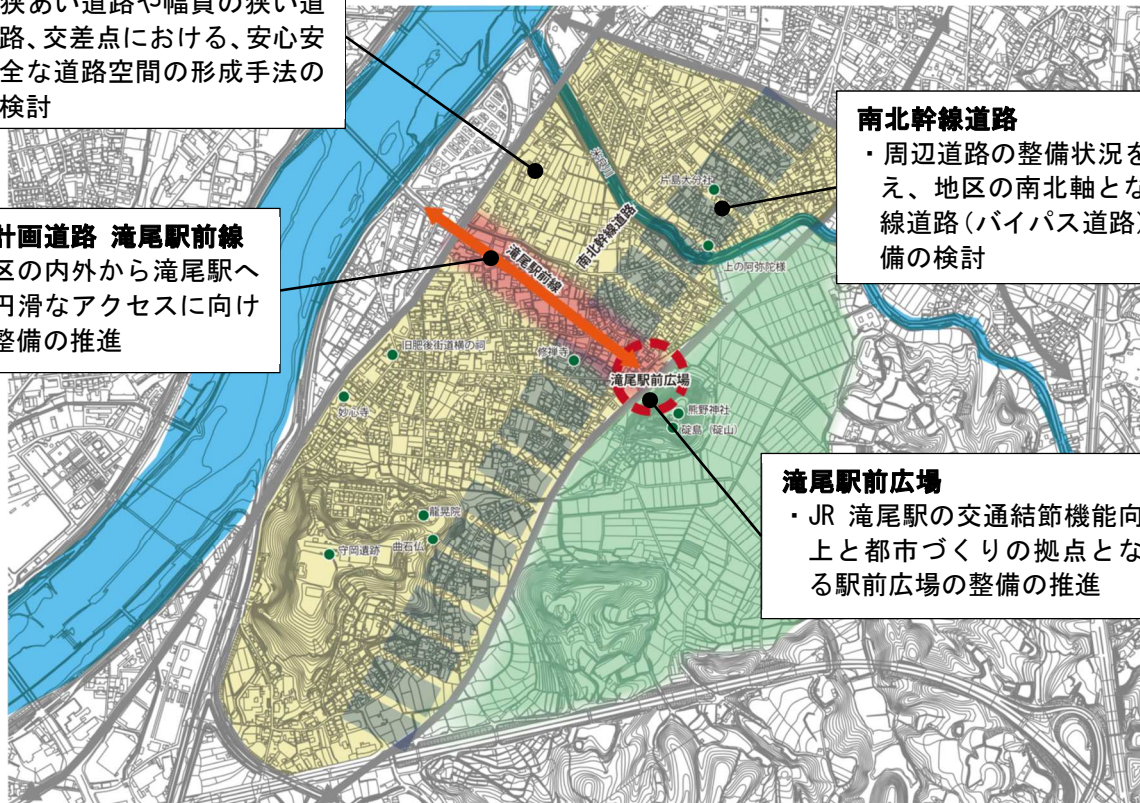 狭あい道路や幅員の狭い道
路、交差点における、安心安
全な道路空間の形成手法の
検討
南北幹線道路
・周辺道路の整備状況を
え、地区の南北軸とな
線道路(バイパス道路)
備の検討
計画道路 滝尾駅前線
区の内外から滝尾駅へ
円滑なアクセスに向け
整備の推進
片島天分社
南北幹線道路
上の阿弥陀様
滝尾駅前線
旧肥後街道横の祠
修禅寺
滝尾駅前広場
妙心寺
熊野神社
碇島(碇山)
滝尾駅前広場
・JR 滝尾駅の交通結節機能向
上と都市づくりの拠点とな
る駅前広場の整備の推進
龍晃院
曲石仏
守岡遺跡